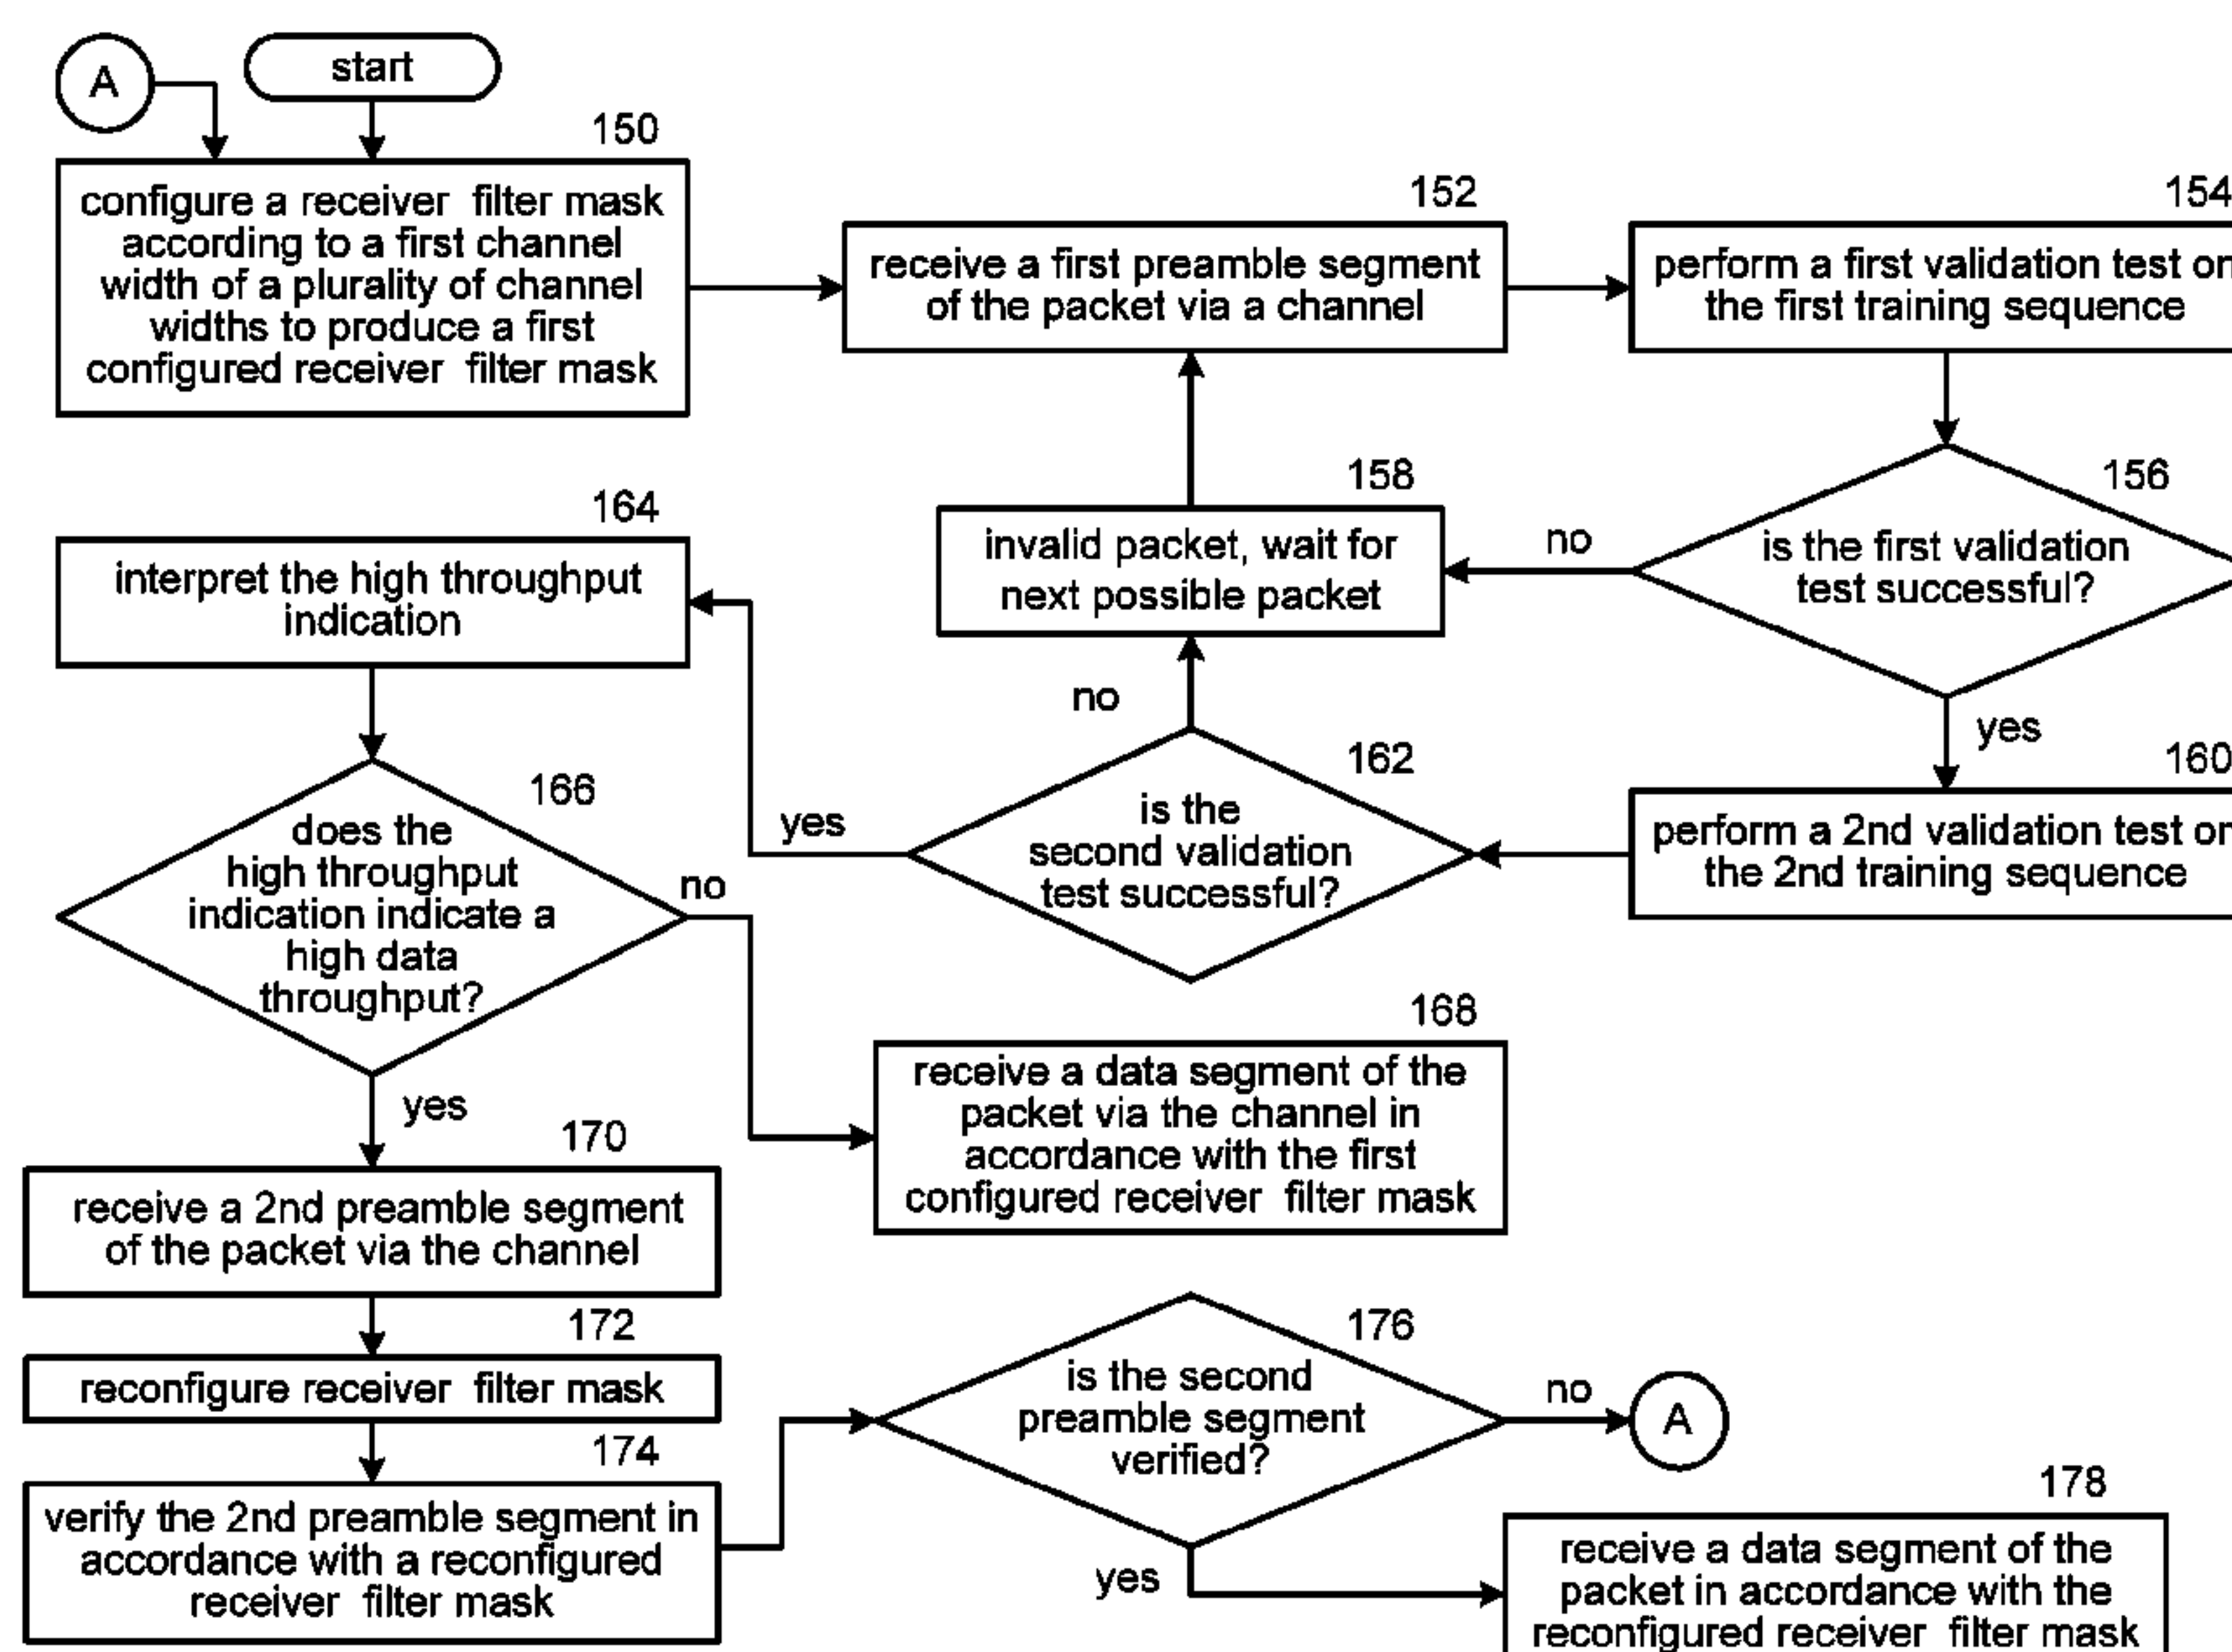 A
start
150
configure a receiver filter mask
according to a first channel
width of a plurality of channel
widths to produce a first
configured receiver filter mask
152
receive a first preamble segment
of the packet via a channel
154
perform a first validation test on
the first training sequence
156
is the first validation
test successful?
no
yes
158
invalid packet, wait for
next possible packet
160
perform a 2nd validation test on
the 2nd training sequence
162
is the
second validation
test successful?
no
yes
164
interpret the high throughput
indication
166
does the
high throughput
indication indicate a
high data
throughput?
no
yes
168
receive a data segment of the
packet via the channel in
accordance with the first
configured receiver filter mask
170
receive a 2nd preamble segment
of the packet via the channel
172
reconfigure receiver filter mask
174
verify the 2nd preamble segment in
accordance with a reconfigured
receiver filter mask
176
is the second
preamble segment
verified?
no
A
yes
178
receive a data segment of the
packet in accordance with the
reconfigured receiver filter mask